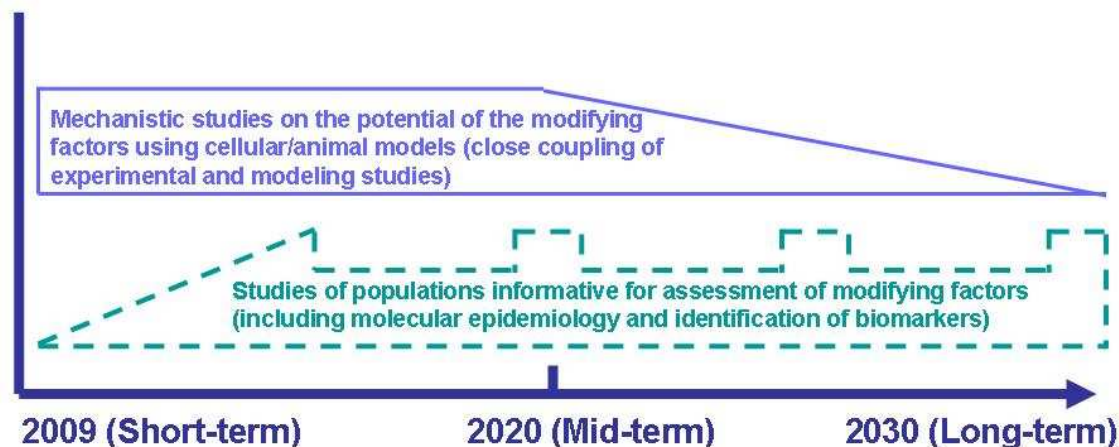 Mechanistic studies on the potential of the modifying
factors using cellular/animal models (close coupling of
experimental and modeling studies)
Studies of populations informative for assessment of modifying factors
(including molecular epidemiology and identification of biomarkers)
2009 (Short-term)
2020 (Mid-term)
2030 (Long-term)